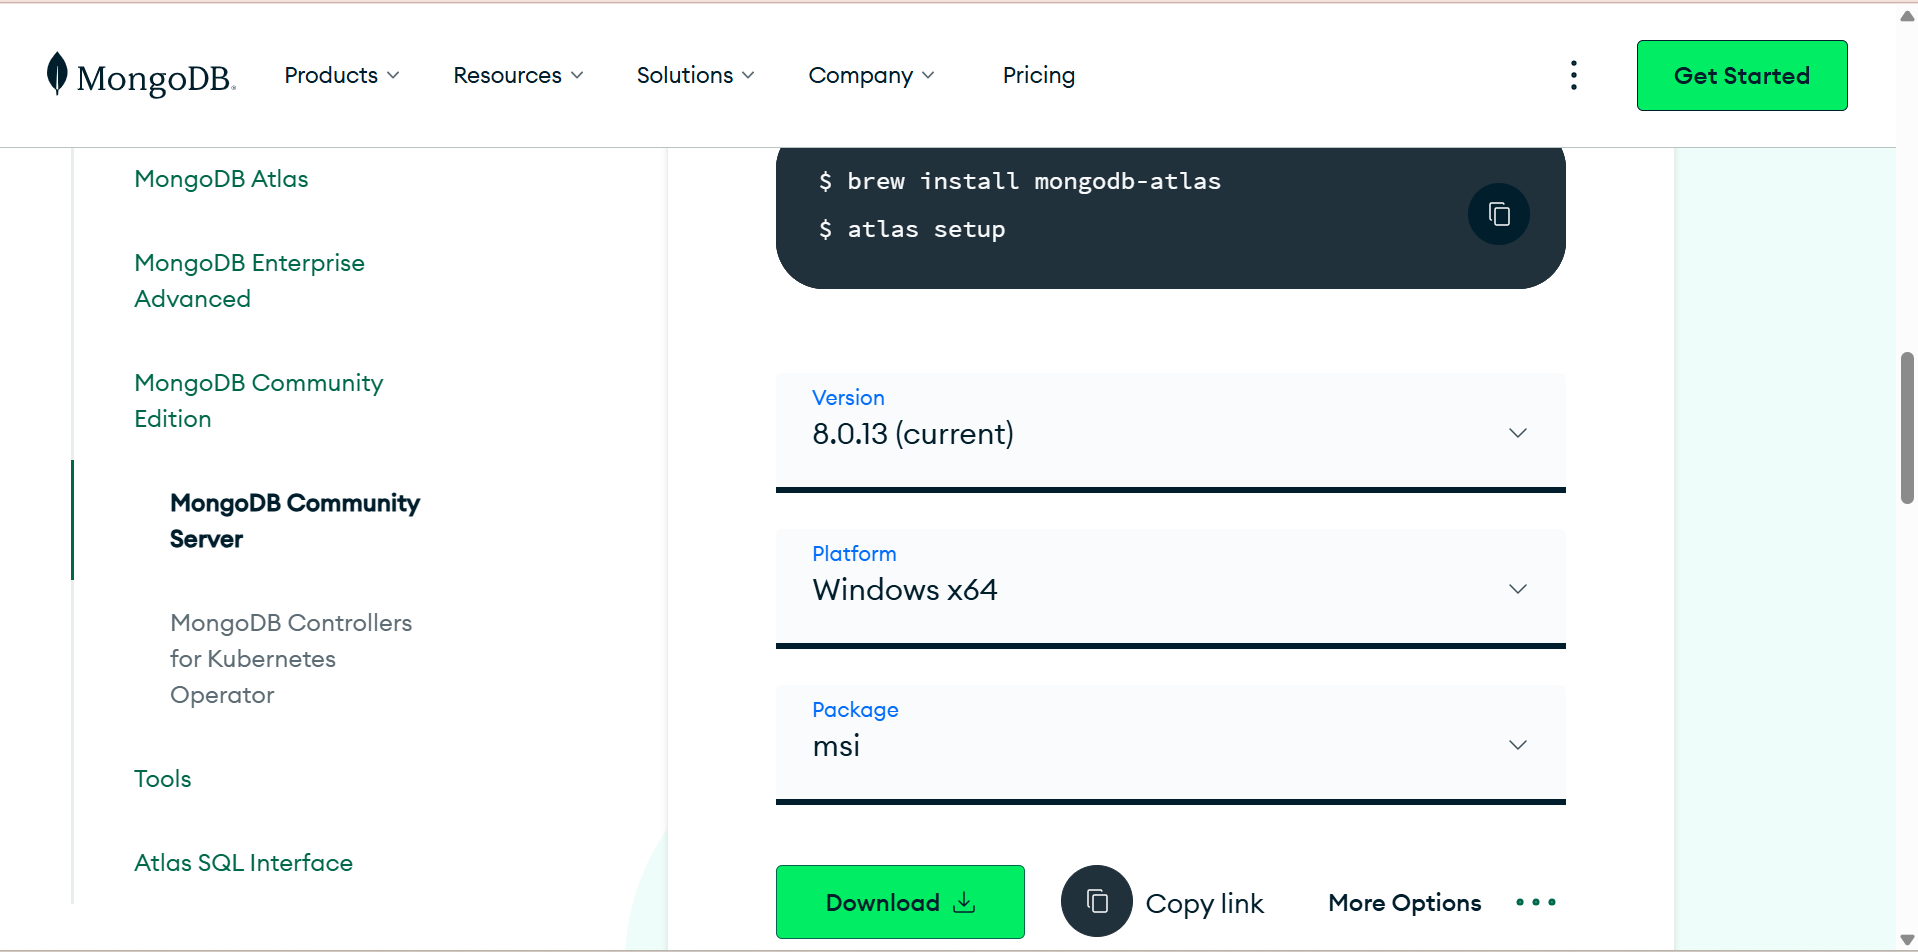 MongoDB.
Products
Resources
Solutions
Company
Pricing
Get Started
MongoDB Atlas
MongoDB Enterprise
Advanced
MongoDB Community
Edition
MongoDB Community
Server
MongoDB Controllers
for Kubernetes
Operator
Tools
Atlas SQL Interface
$ brew install mongodb-atlas
$ atlas setup
Version
8.0.13 (current)
Platform
Windows x64
Package
msi
Download
Copy link
More Options